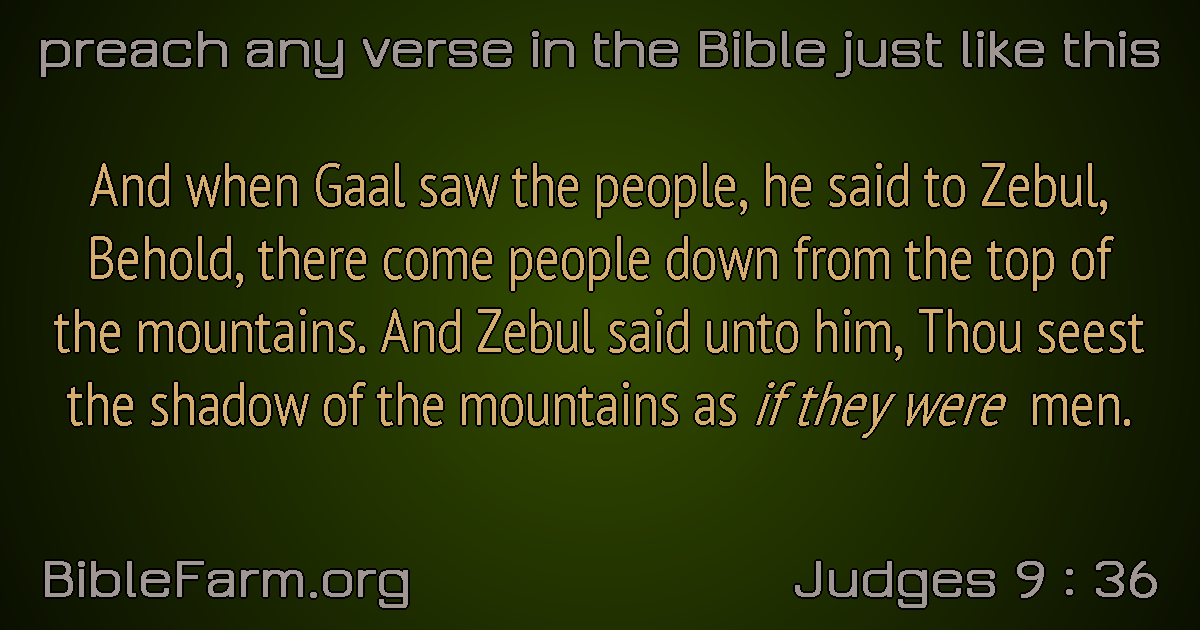 preach any verse in the Bible just like this
And when Gaal saw the people, he said to Zebul,
Behold, there come people down from the top of
the mountains. And Zebul said unto him, Thou seest
the shadow of the mountains as if they were men.
BibleFarm.org
Judges 9 : 36